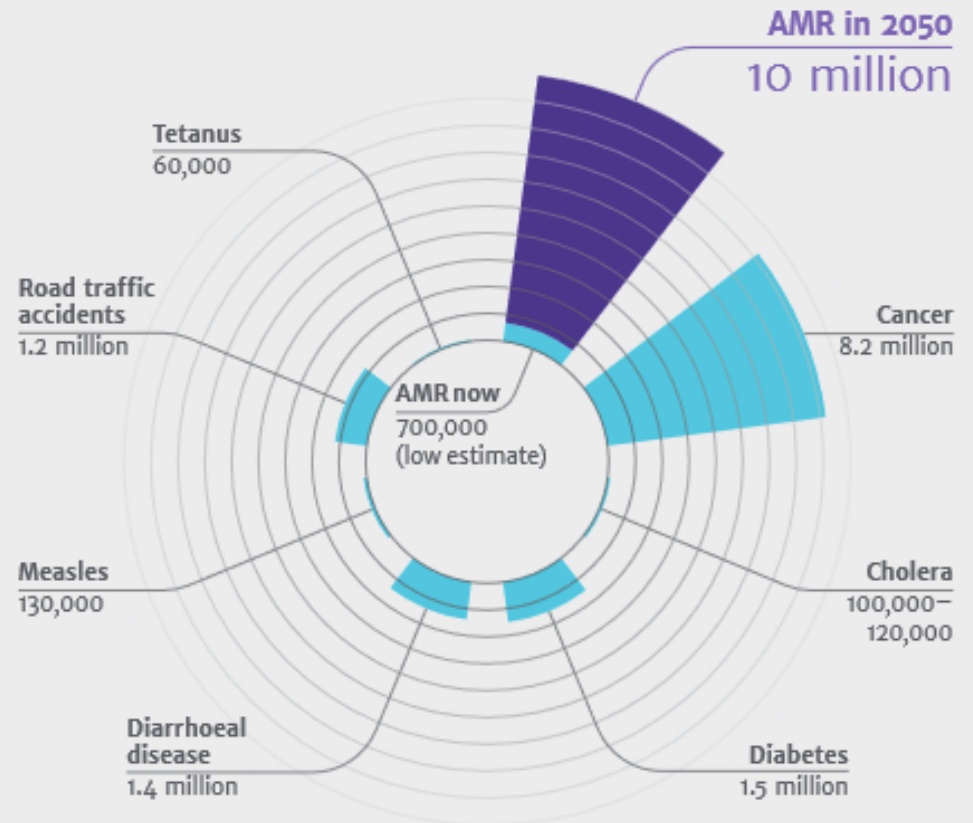 AMR in 2050
10 million
Tetanus
60,000
Road traffic
accidents
1.2 million
Cancer
8.2 million
AMR now
700,000
(low estimate)
Measles
130,000
Cholera
100,000–
120,000
Diarrhoeal
disease
1.4 million
Diabetes
1.5 million